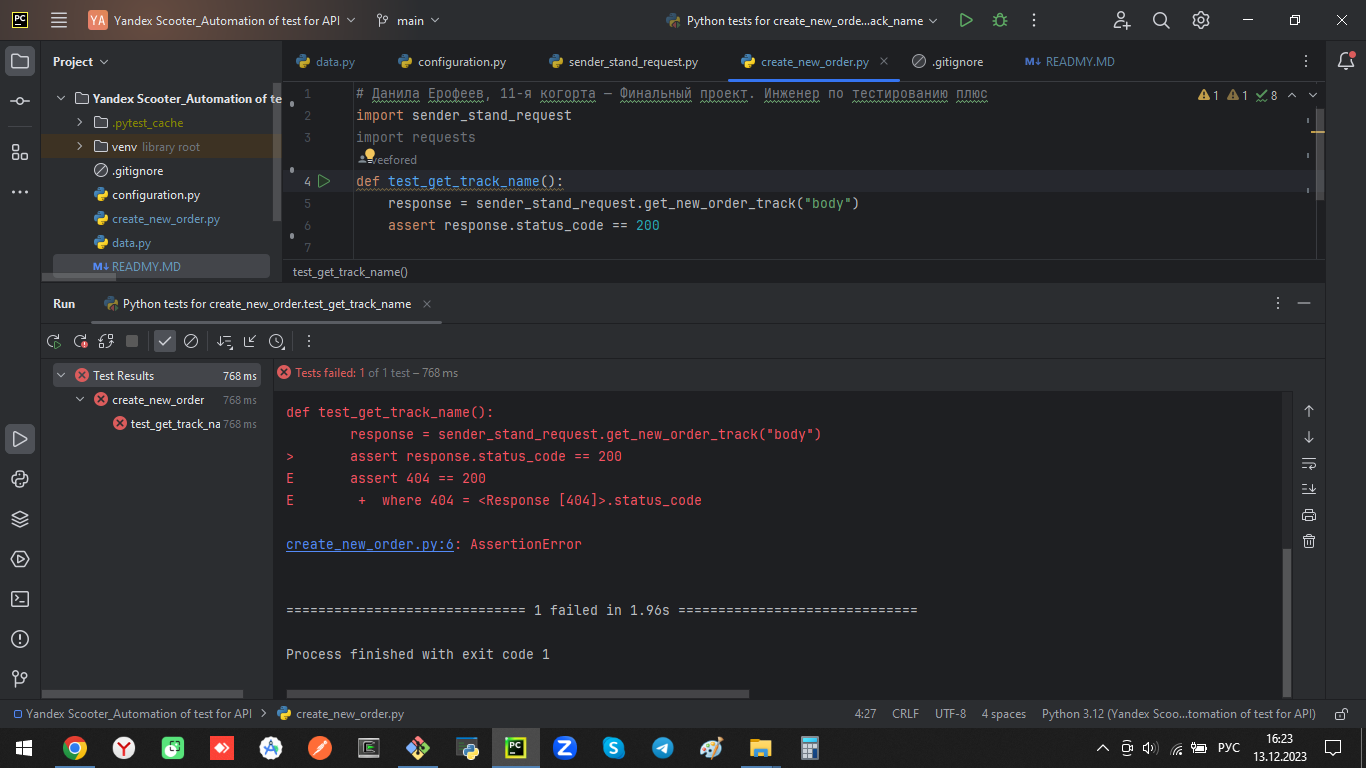 PC
YA Yandex Scooter_Automation of test for API
main
Python tests for create_new_orde...ack_name
Project
data.py
configuration.py
sender_stand_request.py
create_new_order.py
.gitignore
M↓ READMY.MD
Yandex Scooter_Automation of te
.pytest_cache
venv library root
.gitignore
configuration.py
create_new_order.py
data.py
M↓ READMY.MD
1 # Данила Ерофеев, 11-я когорта — Финальный проект. Инженер по тестированию плюс
1 1 8
2 import sender_stand_request
3 import requests
veefored
4 def test_get_track_name():
5 response = sender_stand_request.get_new_order_track("body")
6 assert response.status_code == 200
7
test_get_track_name()
Run
Python tests for create_new_order.test_get_track_name
Test Results 768 ms
create_new_order 768 ms
test_get_track_na 768 ms
Tests failed: 1 of 1 test – 768 ms
def test_get_track_name():
response = sender_stand_request.get_new_order_track("body")
> assert response.status_code == 200
E assert 404 == 200
E + where 404 = <Response [404]>.status_code
create_new_order.py:6: AssertionError
============================== 1 failed in 1.96s ==============================
Process finished with exit code 1
Yandex Scooter_Automation of test for API
create_new_order.py
4:27 CRLF UTF-8 4 spaces Python 3.12 (Yandex Scoo...tomation of test for API)
РУС
16:23
13.12.2023